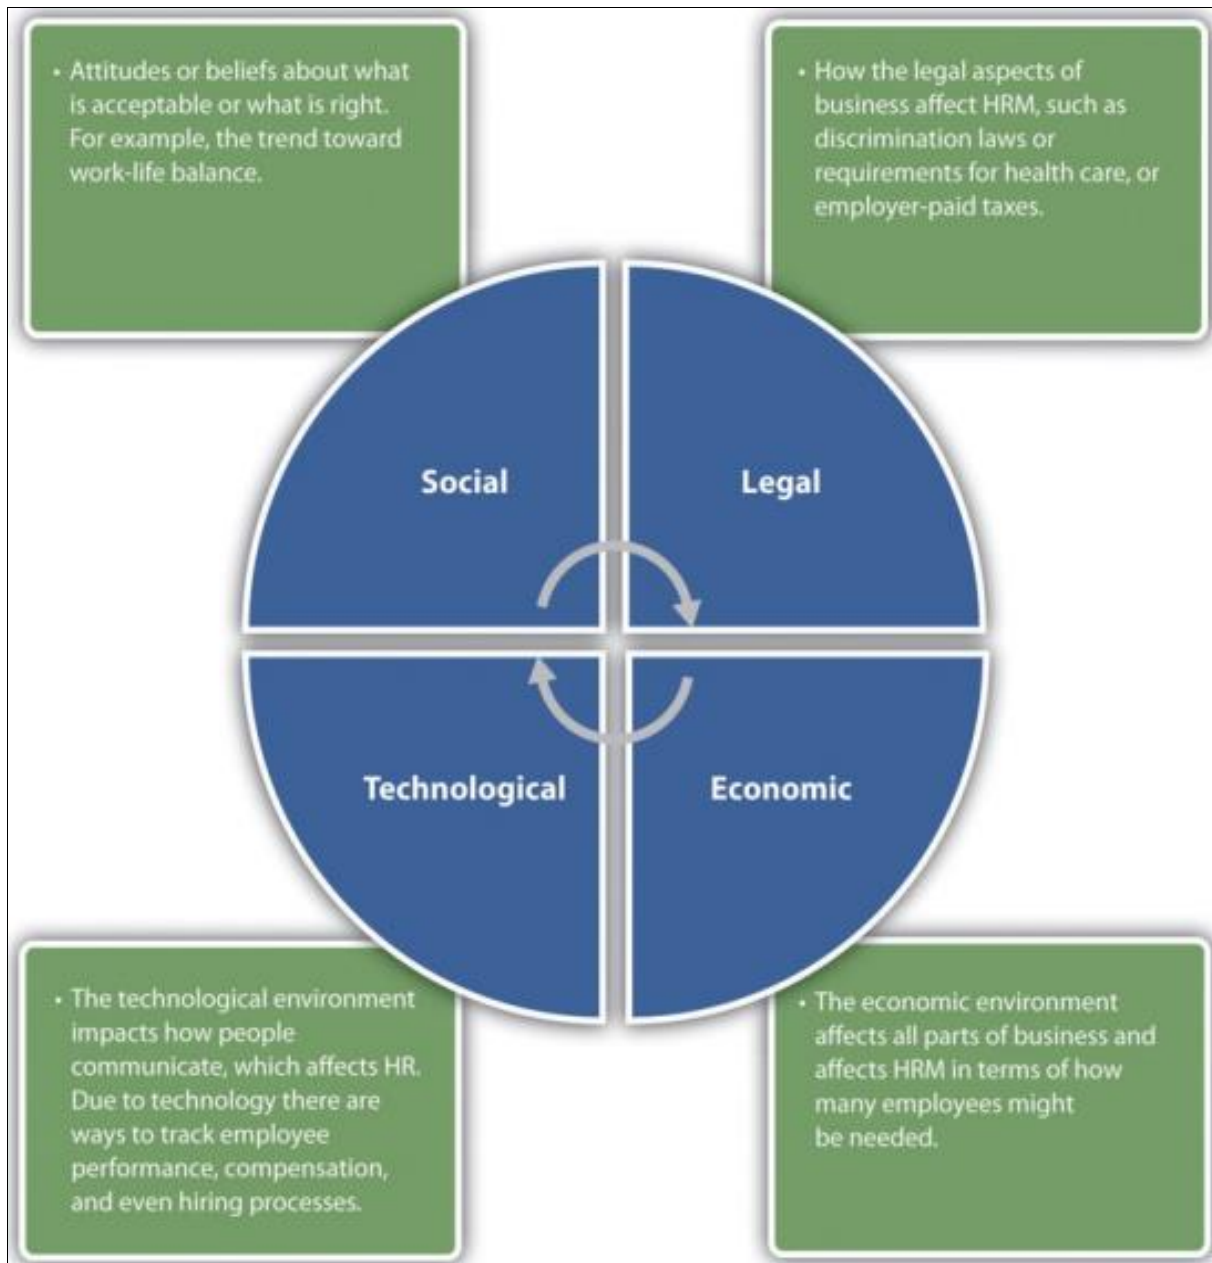 • Attitudes or beliefs about what
is acceptable or what is right.
For example, the trend toward
work-life balance.
• How the legal aspects of
business affect HRM, such as
discrimination laws or
requirements for health care, or
employer-paid taxes.
Social
Legal
Technological
Economic
• The technological environment
impacts how people
communicate, which affects HR.
Due to technology there are
ways to track employee
performance, compensation,
and even hiring processes.
• The economic environment
affects all parts of business and
affects HRM in terms of how
many employees might
be needed.